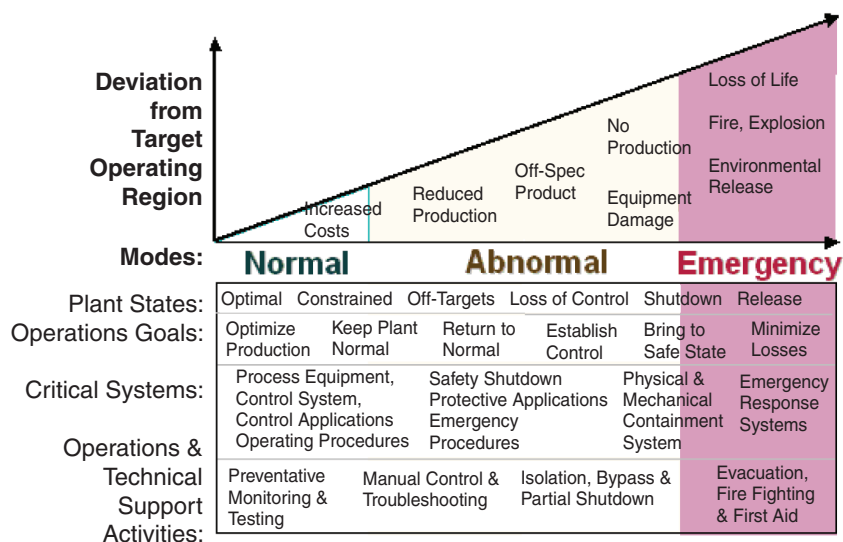 Deviation
from
Target
Operating
Region
Increased
Costs
Reduced
Production
Off-Spec
Product
No
Production
Equipment
Damage
Loss of Life
Fire, Explosion
Environmental
Release
Modes: Normal Abnormal Emergency
Plant States: Optimal Constrained Off-Targets Loss of Control Shutdown Release
Operations Goals:
Optimize
Production
Keep Plant
Normal
Return to
Normal
Establish
Control
Bring to
Safe State
Minimize
Losses
Critical Systems:
Process Equipment,
Control System,
Control Applications
Operating Procedures
Safety Shutdown
Protective Applications
Emergency
Procedures
Physical &
Mechanical
Containment
System
Emergency
Response
Systems
Operations &
Technical
Support
Activities:
Preventative
Monitoring &
Testing
Manual Control &
Troubleshooting
Isolation, Bypass &
Partial Shutdown
Evacuation,
Fire Fighting
& First Aid